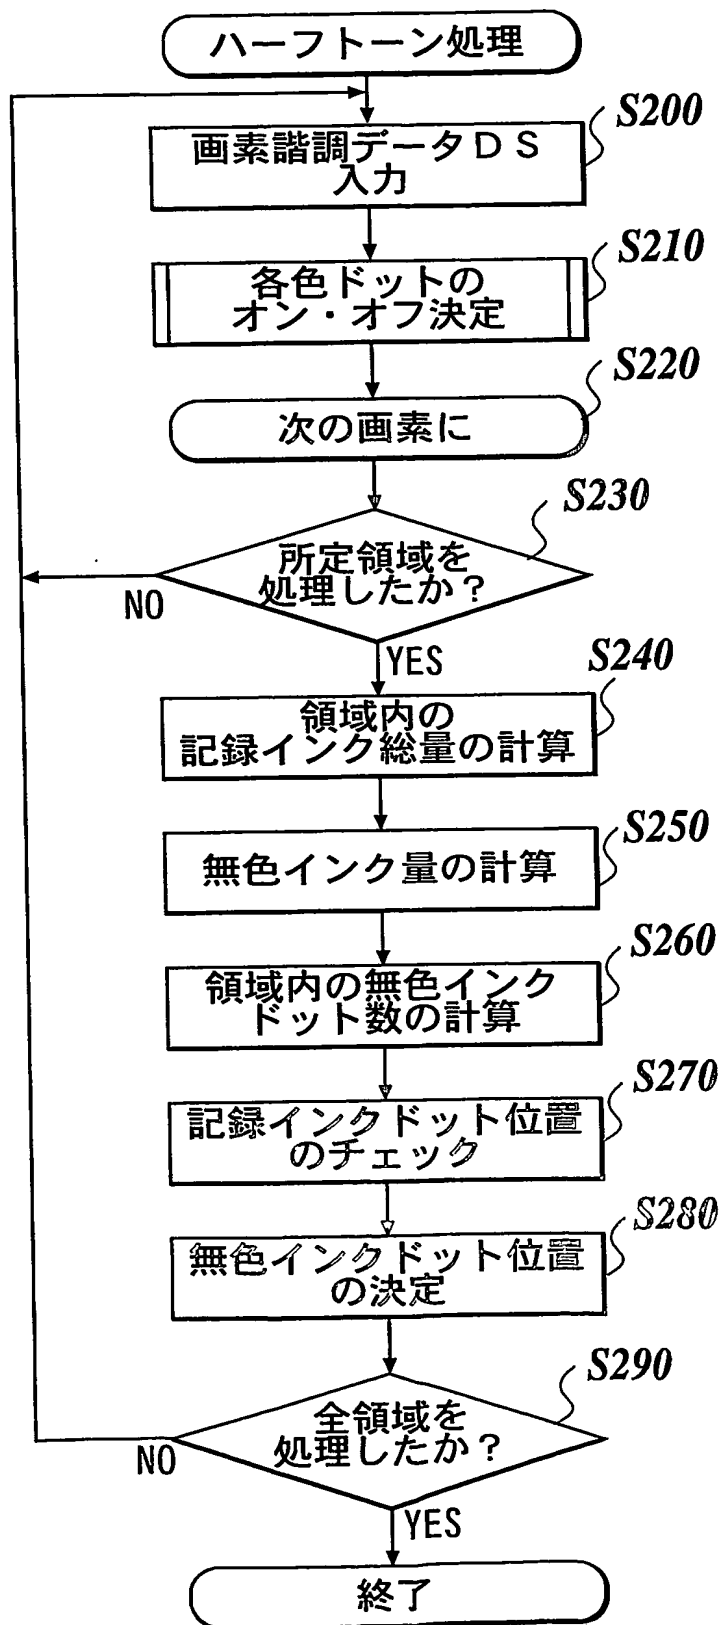 ハーフトーン処理
S200
画素諧調データDS
入力
S210
各色ドットの
オン・オフ決定
S220
次の画素に
S230
所定領域を
処理したか？
NO
YES
S240
領域内の
記録インク総量の計算
S250
無色インク量の計算
S260
領域内の無色インク
ドット数の計算
S270
記録インクドット位置
のチェック
S280
無色インクドット位置
の決定
S290
全領域を
処理したか？
NO
YES
終了